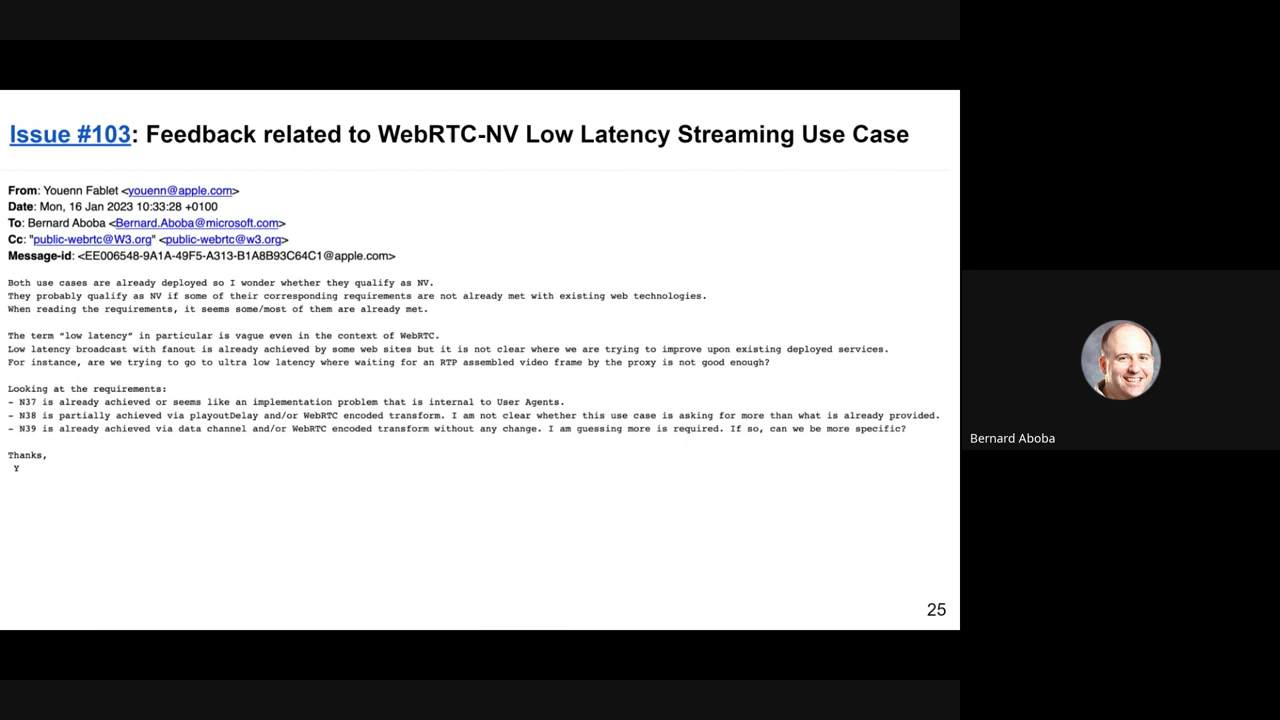 Issue #103: Feedback related to WebRTC-NV Low Latency Streaming Use Case
From: Youenn Fablet <youenn@apple.com>
Date: Mon, 16 Jan 2023 10:33:28 +0100
To: Bernard Aboba <Bernard.Aboba@microsoft.com>
Cc: "public-webrtc@W3.org" <public-webrtc@w3.org>
Message-id: <EE006548-9A1A-49F5-A313-B1A8B93C64C1@apple.com>
Both use cases are already deployed so I wonder whether they qualify as NV.
They probably qualify as NV if some of their corresponding requirements are not already met with existing web technologies.
When reading the requirements, it seems some/most of them are already met.
The term “low latency” in particular is vague even in the context of WebRTC.
Low latency broadcast with fanout is already achieved by some web sites but it is not clear where we are trying to improve upon existing deployed services.
For instance, are we trying to go to ultra low latency where waiting for an RTP assembled video frame by the proxy is not good enough?
Looking at the requirements:
- N37 is already achieved or seems like an implementation problem that is internal to User Agents.
- N38 is partially achieved via playoutDelay and/or WebRTC encoded transform. I am not clear whether this use case is asking for more than what is already provided.
- N39 is already achieved via data channel and/or WebRTC encoded transform without any change. I am guessing more is required. If so, can we be more specific?
Thanks,
Y
25
Bernard Aboba